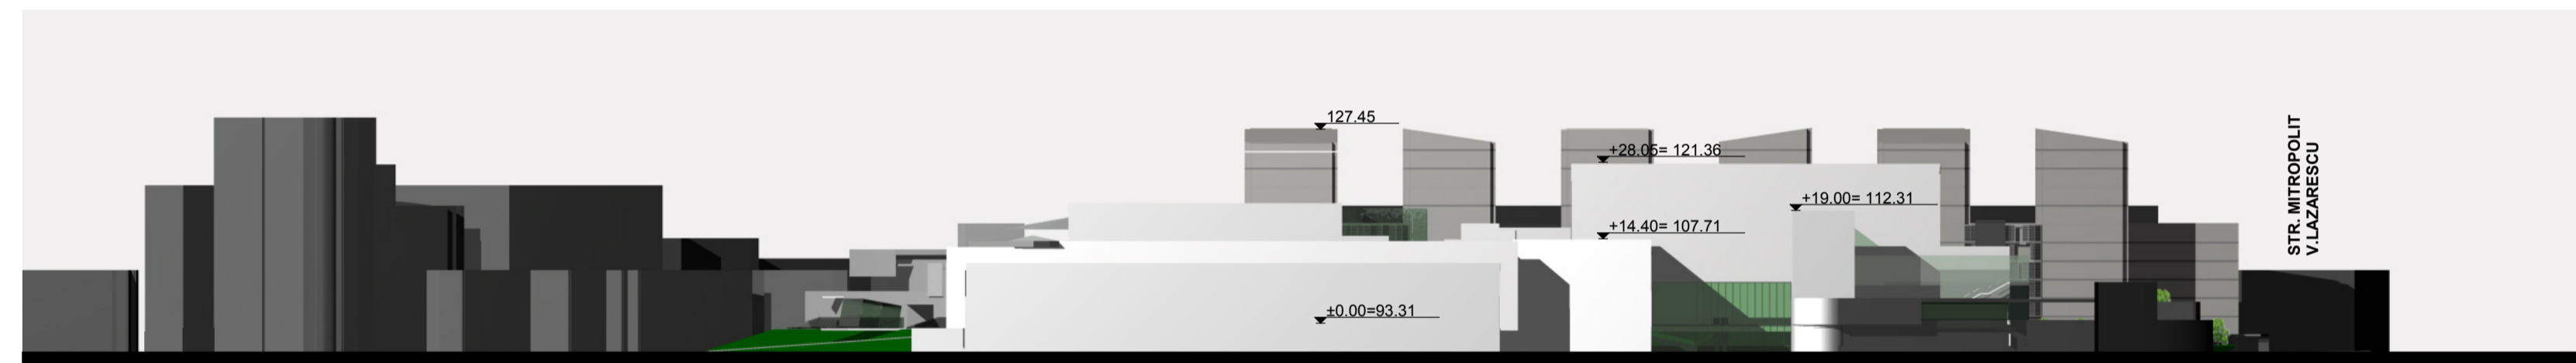 127.45
+28.05= 121.36
+19.00= 112.31
+14.40= 107.71
±0.00=93.31
STR. MITROPOLIT
V.LAZARESCU